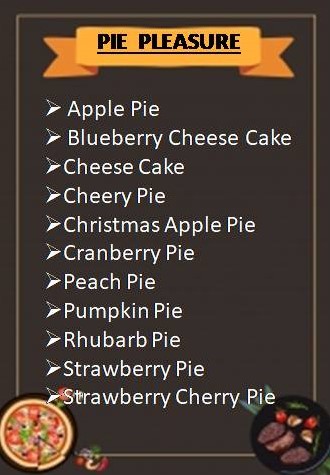 PIE PLEASURE
➢ Apple Pie
➢ Blueberry Cheese Cake
➢Cheese Cake
➢Cheery Pie
➢Christmas Apple Pie
➢Cranberry Pie
➢Peach Pie
➢Pumpkin Pie
➢Rhubarb Pie
➢Strawberry Pie
➢Strawberry Cherry Pie